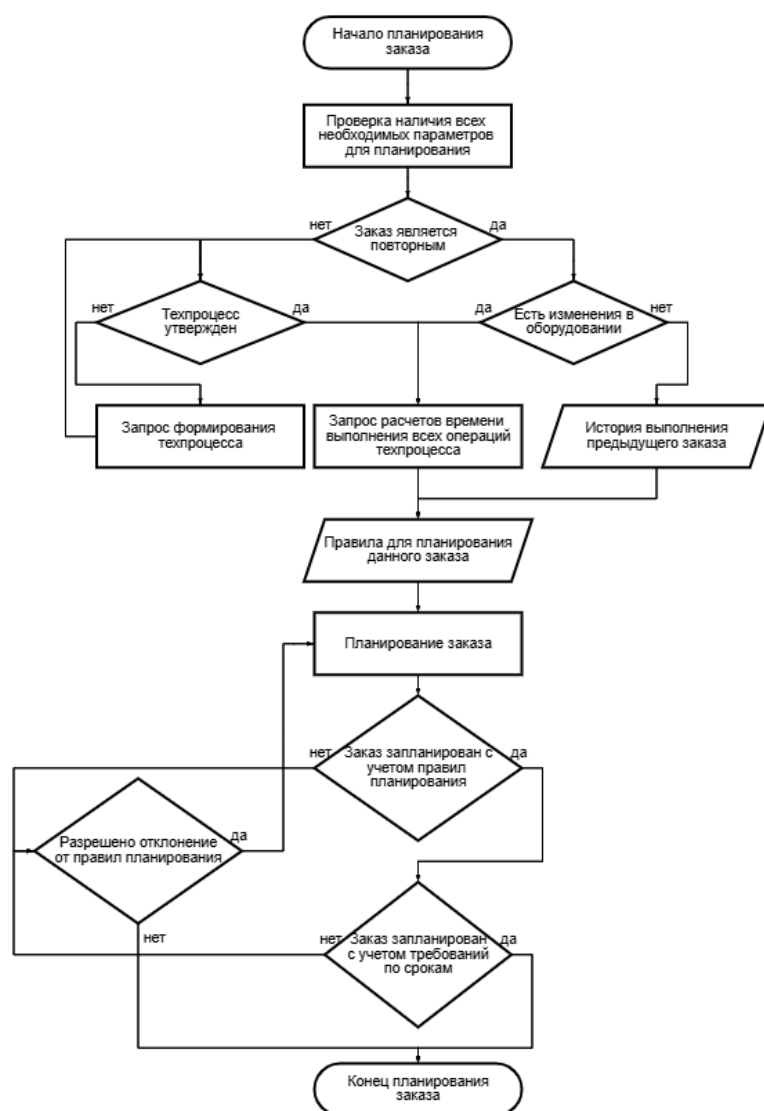 Начало планирования
заказа
Проверка наличия всех
необходимых параметров
для планирования
нет
Заказ является
повторным
да
нет
Техпроцесс
утвержден
да
да
Есть изменения в
оборудовании
нет
Запрос формирования
техпроцесса
Запрос расчетов времени
выполнения всех операций
техпроцесса
История выполнения
предыдущего заказа
Правила для планирования
данного заказа
Планирование заказа
нет
Заказ запланирован с
учетом правил
планирования
да
Разрешено отклонение
от правил планирования
да
нет
нет
Заказ запланирован
с учетом требований
по срокам
да
Конец планирования
заказа